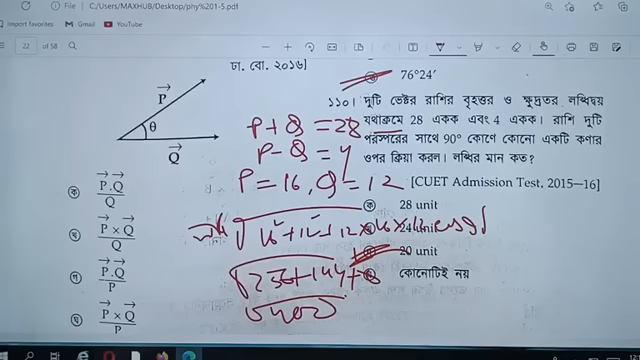 C:/Users/MAXHUB/Desktop/phy%201-5.pdf
Import favorites
Gmail
YouTube
22 of 58
ঢা. বো. ২০১৬]
P
θ
Q
ক P.Q
Q
খ P × Q
Q
গ P.Q
P
ঘ P × Q
P
76°24′
১১০। দুটি ভেক্টর রাশির বৃহত্তর ও ক্ষুদ্রতর লব্ধিদ্বয়
যথাক্রমে 28 একক এবং 4 একক। রাশি দুটি
পরস্পরের সাথে 90° কোণে কোনো একটি কণার
ওপর ক্রিয়া করল। লব্ধির মান কত?
[CUET Admission Test, 2015–16]
ক 28 unit
24 unit
20 unit
কোনোটিই নয়
P + Q = 28
P - Q = 4
P = 16, Q = 12